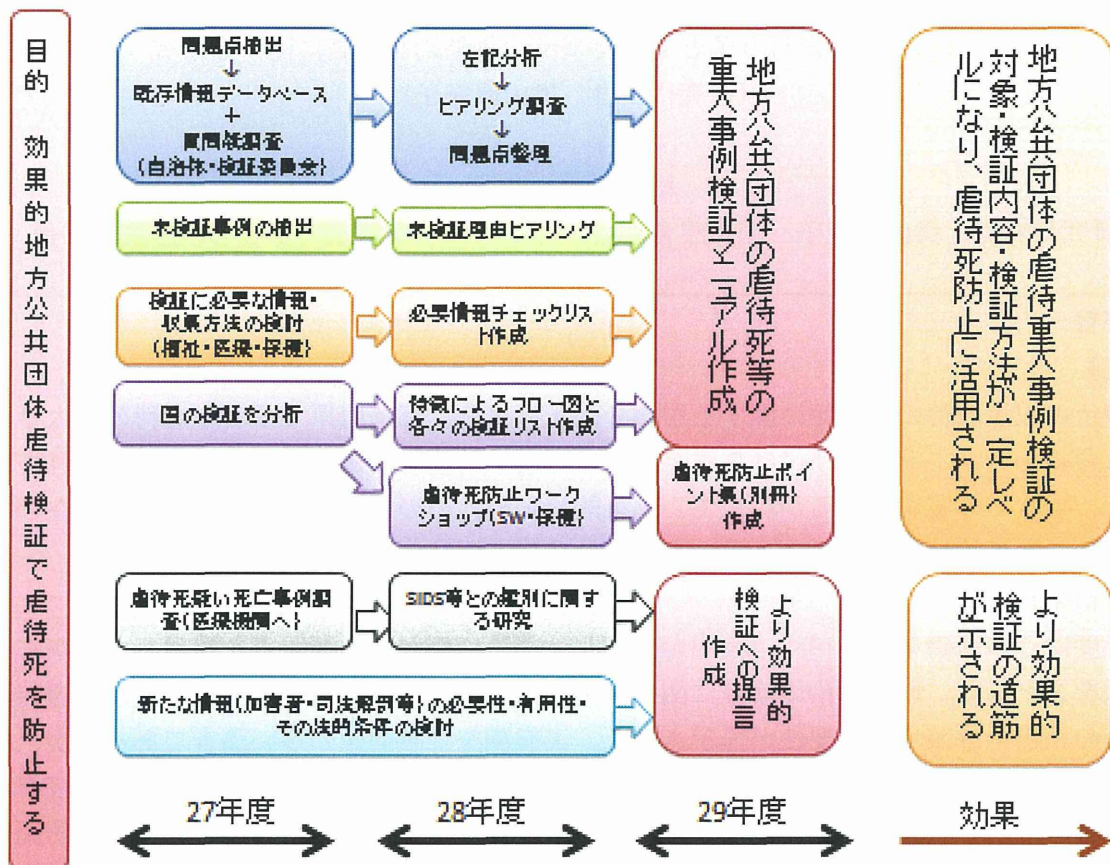 目的 効果的地方公共団体虐待検証で虐待死を防止する
問題点抽出
↓
既存情報データベース
+
質問紙調査
(自治体・検証委員会)
左記分析
↓
ヒアリング調査
↓
問題点整理
地方公共団体の虐待死等の
重大事例検証マニュアル作成
地方公共団体の虐待重大事例検証の
対象・検証内容・検証方法が一定レベ
ルになり、虐待死防止に活用される
未検証事例の抽出
未検証理由ヒアリング
検証に必要な情報・
収集方法の検討
(福祉・医療・保健)
必要情報チェックリス
ト作成
国の検証を分析
特徴によるフロー図と
各々の検証リスト作成
虐待死防止ワーク
ショップ(SW・保健)
虐待死防止ポイ
ント集(別冊)
作成
虐待死疑い死亡事例調
査(医療機関へ)
SIDS等との鑑別に関す
る研究
より効果的
検証への提言
作成
より効果的
検証の道筋
が示される
新たな情報(加害者・司法解剖等)の必要性・有用性・
その法的条件の検討
27年度
28年度
29年度
効果